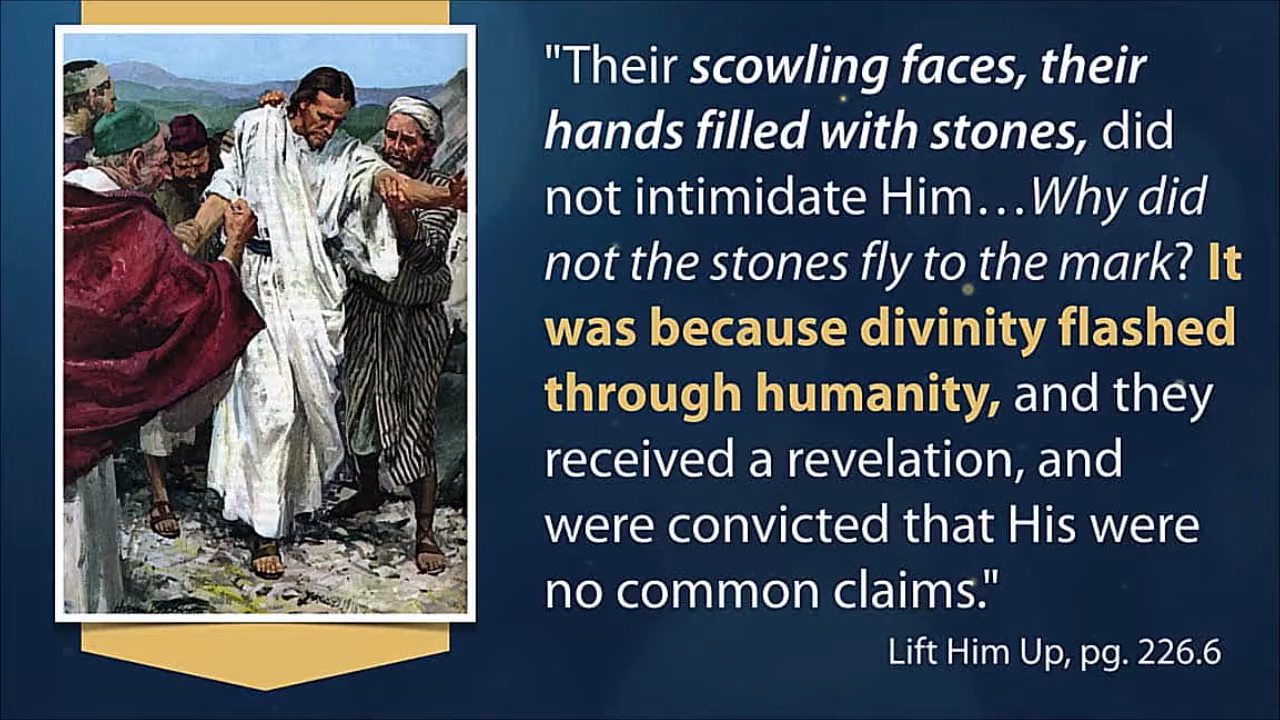 "Their scowling faces, their
hands filled with stones, did
not intimidate Him…Why did
not the stones fly to the mark? It
was because divinity flashed
through humanity, and they
received a revelation, and
were convicted that His were
no common claims."
Lift Him Up, pg. 226.6